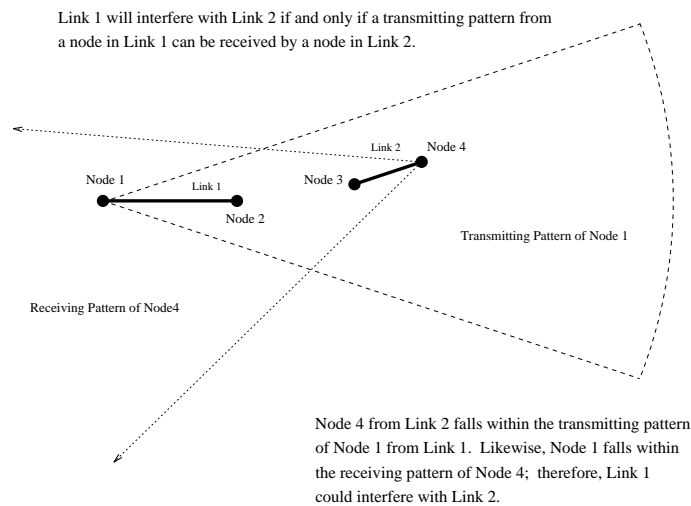 Link 1 will interfere with Link 2 if and only if a transmitting pattern from
a node in Link 1 can be received by a node in Link 2.
Link 2
Node 4
Node 1
Link 1
Node 3
Node 2
Transmitting Pattern of Node 1
Receiving Pattern of Node4
Node 4 from Link 2 falls within the transmitting pattern
of Node 1 from Link 1. Likewise, Node 1 falls within
the receiving pattern of Node 4; therefore, Link 1
could interfere with Link 2.